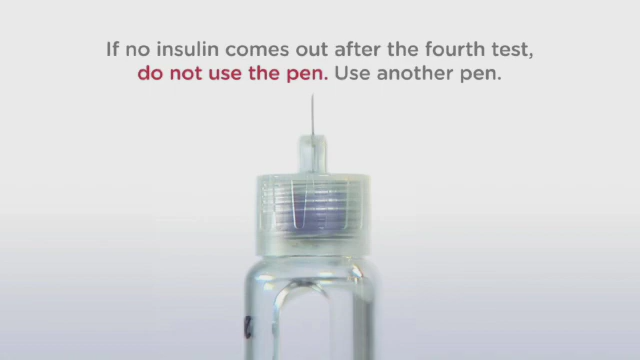 If no insulin comes out after the fourth test,
do not use the pen. Use another pen.